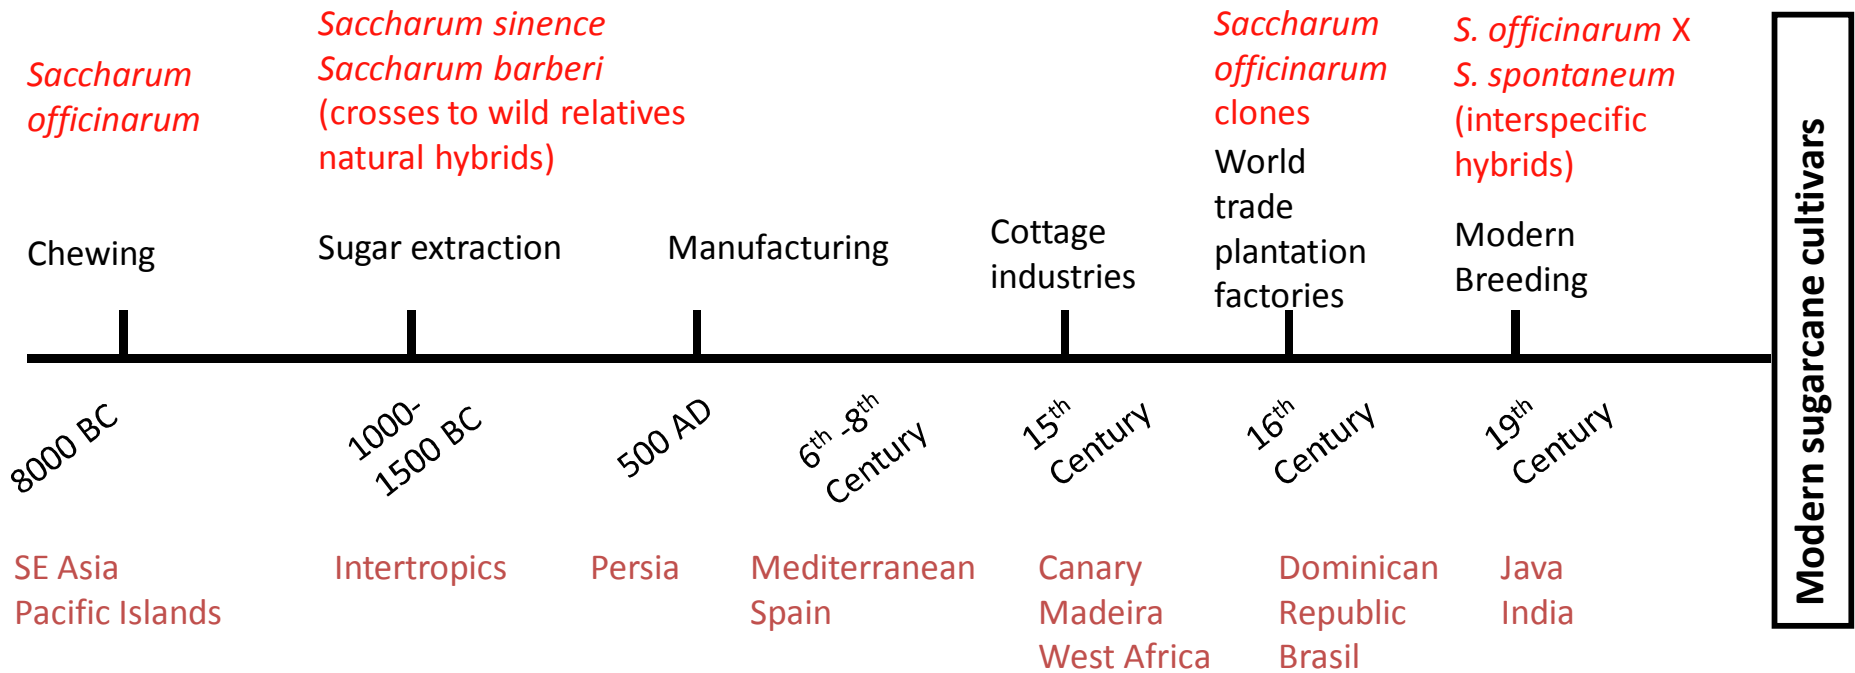 Saccharum
officinarum
Saccharum sinence
Saccharum barberi
(crosses to wild relatives
natural hybrids)
Saccharum
officinarum
clones
S. officinarum X
S. spontaneum
(interspecific
hybrids)
Chewing
Sugar extraction
Manufacturing
Cottage
industries
World
trade
plantation
factories
Modern
Breeding
8000 BC
1000-
1500 BC
500 AD
6th -8th
Century
15th
Century
16th
Century
19th
Century
SE Asia
Pacific Islands
Intertropics
Persia
Mediterranean
Spain
Canary
Madeira
West Africa
Dominican
Republic
Brasil
Java
India
Modern sugarcane cultivars